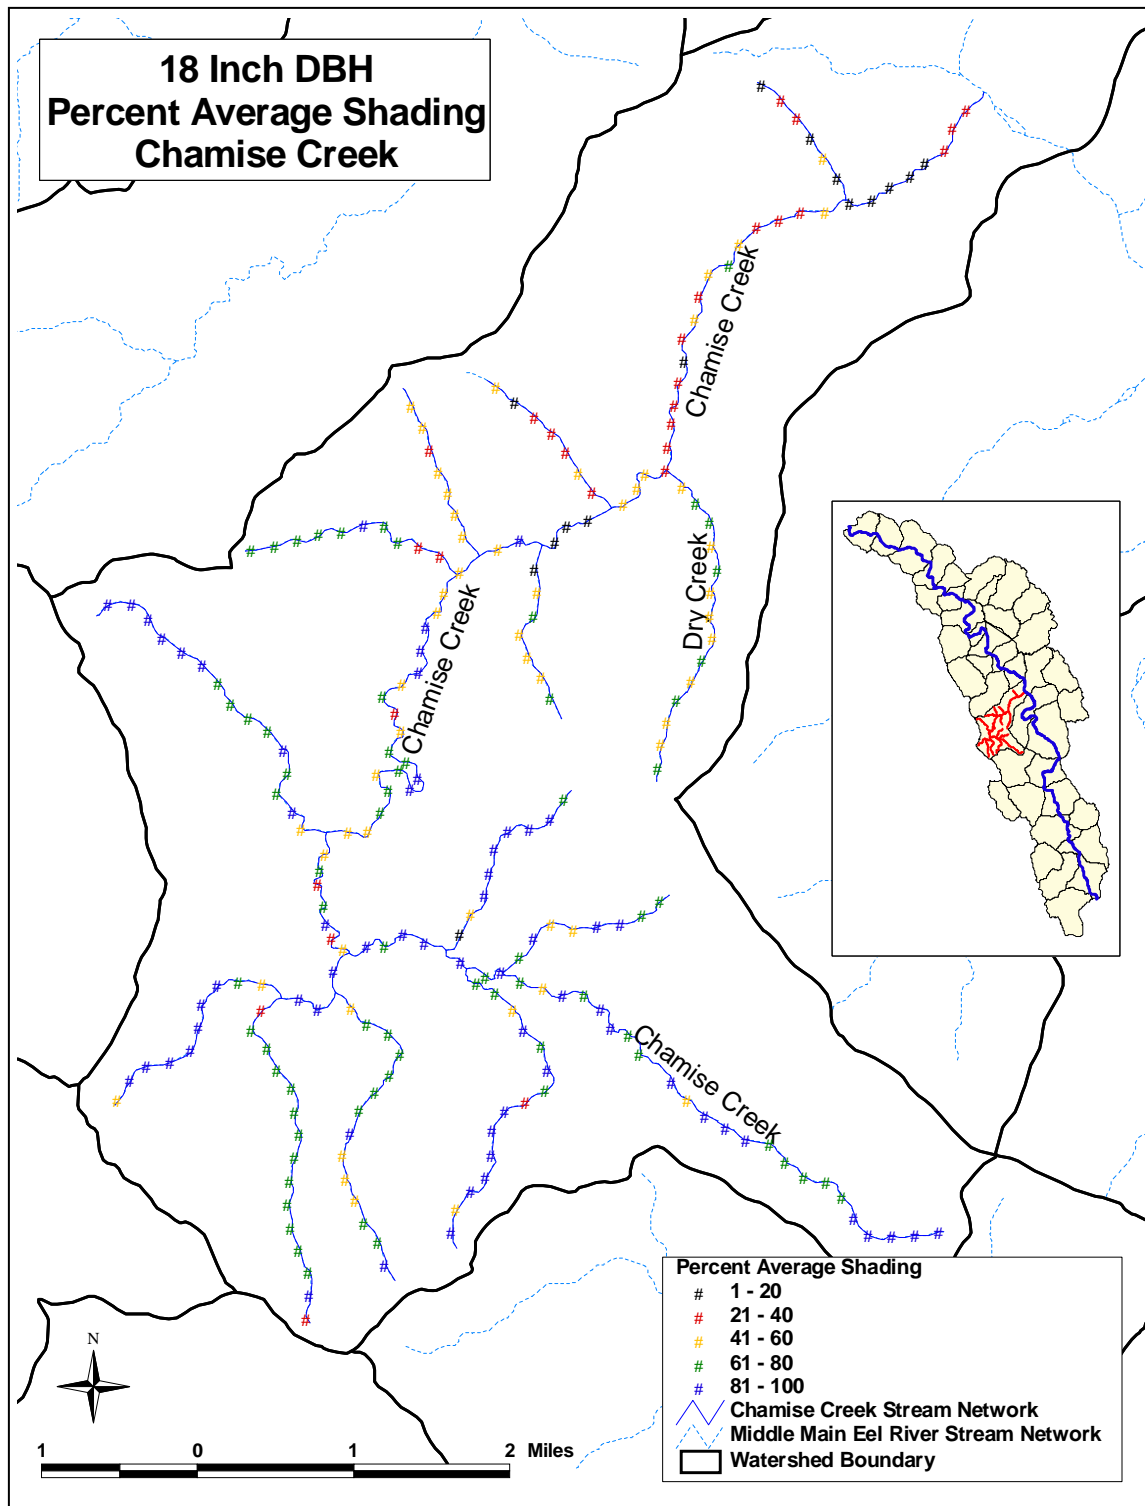 18 Inch DBH
Percent Average Shading
Chamise Creek
Chamise Creek
Dry Creek
Chamise Creek
Chamise Creek
Percent Average Shading
# 1 - 20
# 21 - 40
# 41 - 60
# 61 - 80
# 81 - 100
Chamise Creek Stream Network
Middle Main Eel River Stream Network
Watershed Boundary
N
1 0 1 2 Miles